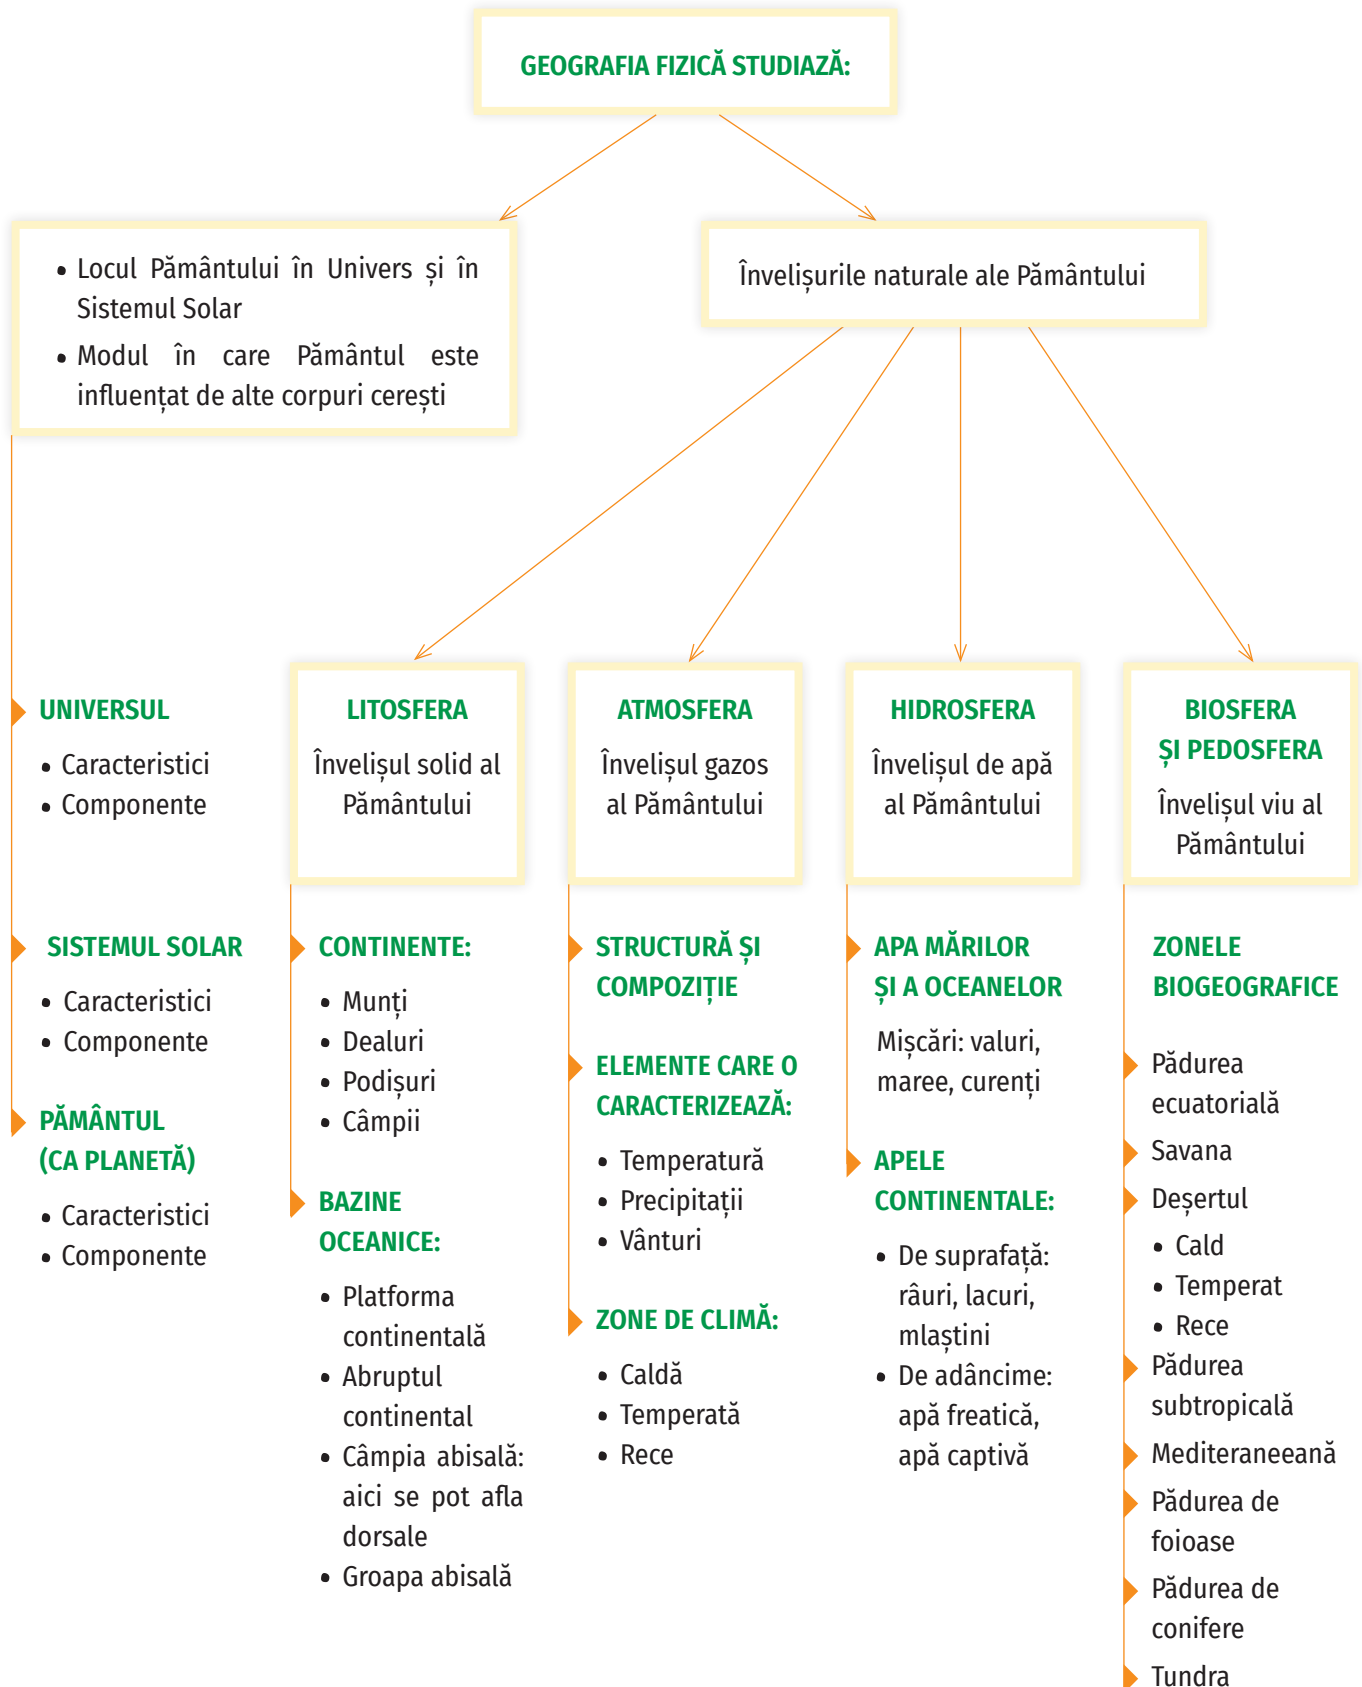 GEOGRAFIA FIZICĂ STUDIAZĂ:
• Locul Pământului în Univers și în
Sistemul Solar
• Modul în care Pământul este
influențat de alte corpuri cerești
Învelișurile naturale ale Pământului
UNIVERSUL
• Caracteristici
• Componente
SISTEMUL SOLAR
• Caracteristici
• Componente
PĂMÂNTUL
(CA PLANETĂ)
• Caracteristici
• Componente
LITOSFERA
Învelișul solid al
Pământului
CONTINENTE:
• Munți
• Dealuri
• Podișuri
• Câmpii
BAZINE
OCEANICE:
• Platforma
continentală
• Abruptul
continental
• Câmpia abisală:
aici se pot afla
dorsale
• Groapa abisală
ATMOSFERA
Învelișul gazos
al Pământului
STRUCTURĂ ȘI
COMPOZIȚIE
ELEMENTE CARE O
CARACTERIZEAZĂ:
• Temperatură
• Precipitații
• Vânturi
ZONE DE CLIMĂ:
• Caldă
• Temperată
• Rece
HIDROSFERA
Învelișul de apă
al Pământului
APA MĂRILOR
ȘI A OCEANELOR
Mișcări: valuri,
maree, curenți
APELE
CONTINENTALE:
• De suprafață:
râuri, lacuri,
mlaștini
• De adâncime:
apă freatică,
apă captivă
BIOSFERA
ȘI PEDOSFERA
Învelișul viu al
Pământului
ZONELE
BIOGEOGRAFICE
Pădurea
ecuatorială
Savana
Deșertul
• Cald
• Temperat
• Rece
Pădurea
subtropicală
Mediteraneeană
Pădurea de
foioase
Pădurea de
conifere
Tundra